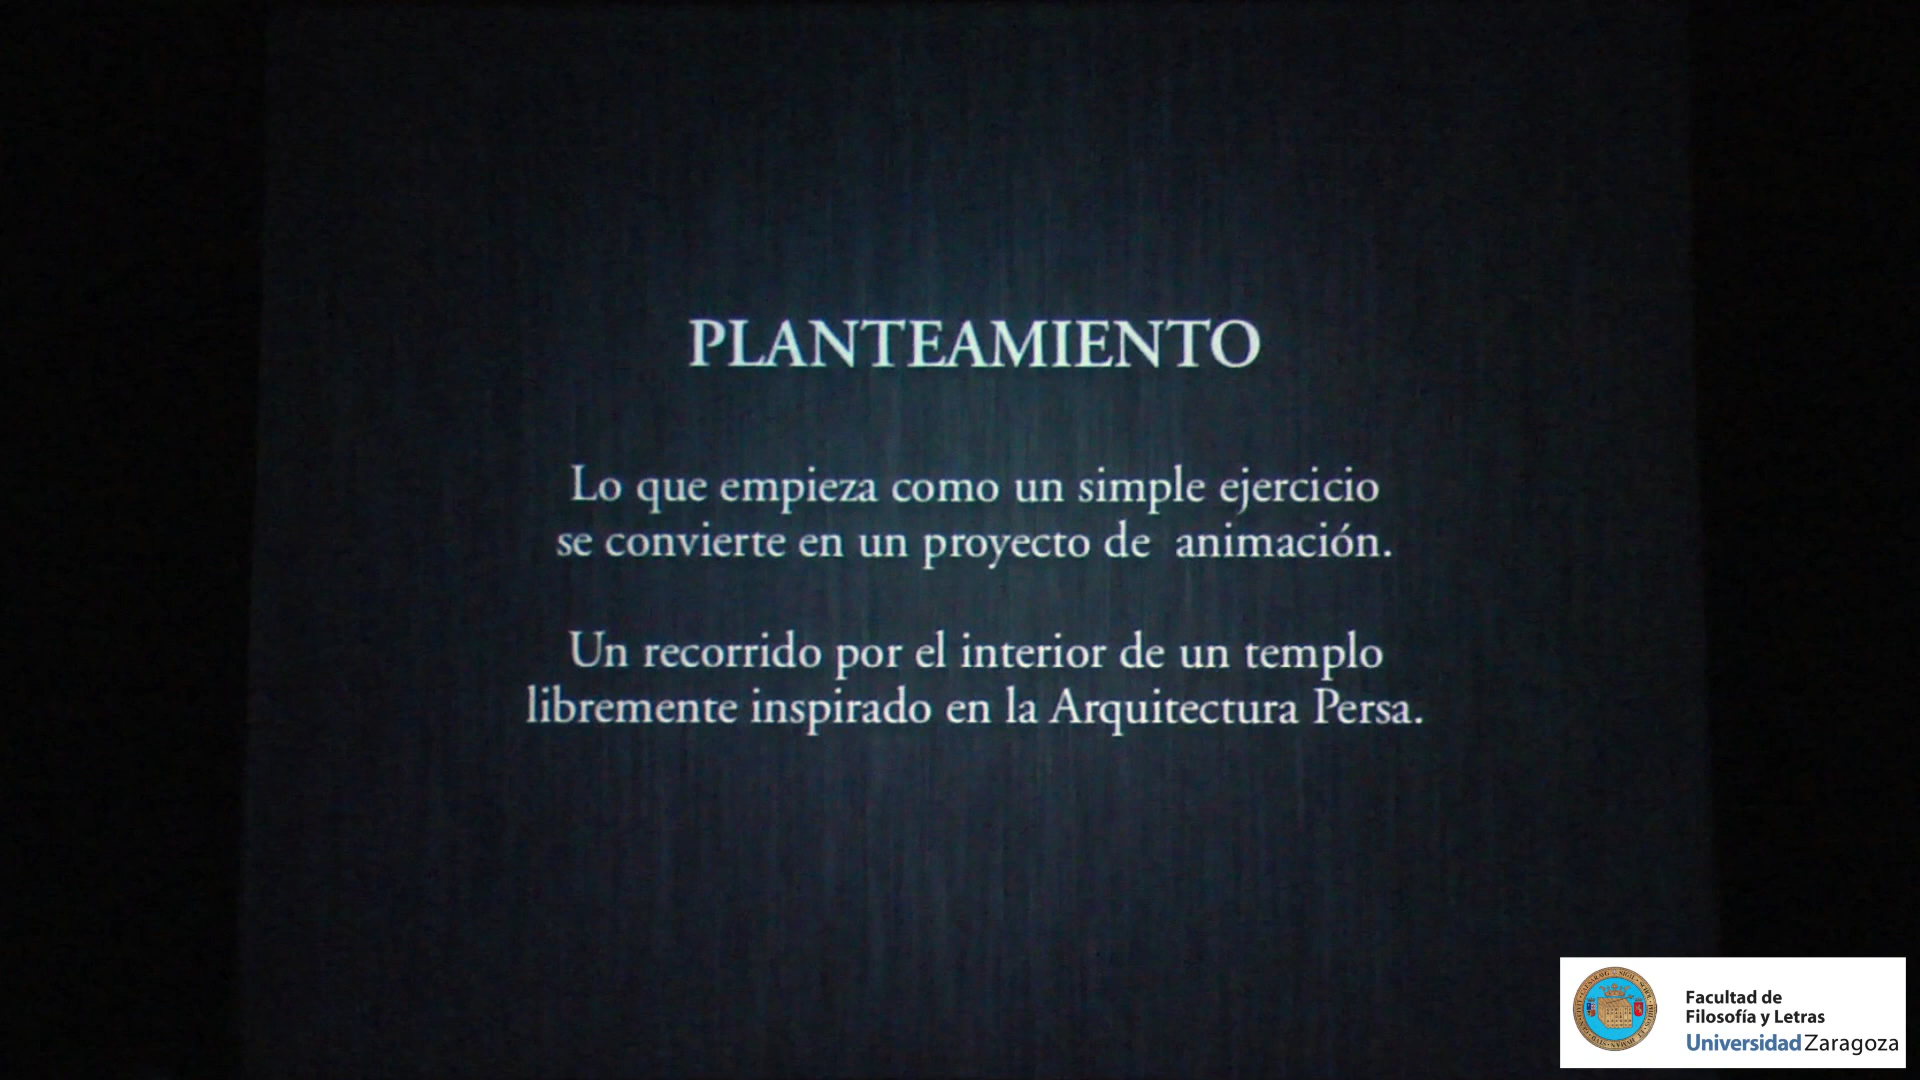 PLANTEAMIENTO
Lo que empieza como un simple ejercicio
se convierte en un proyecto de animación.
Un recorrido por el interior de un templo
libremente inspirado en la Arquitectura Persa.
Facultad de
Filosofía y Letras
Universidad Zaragoza